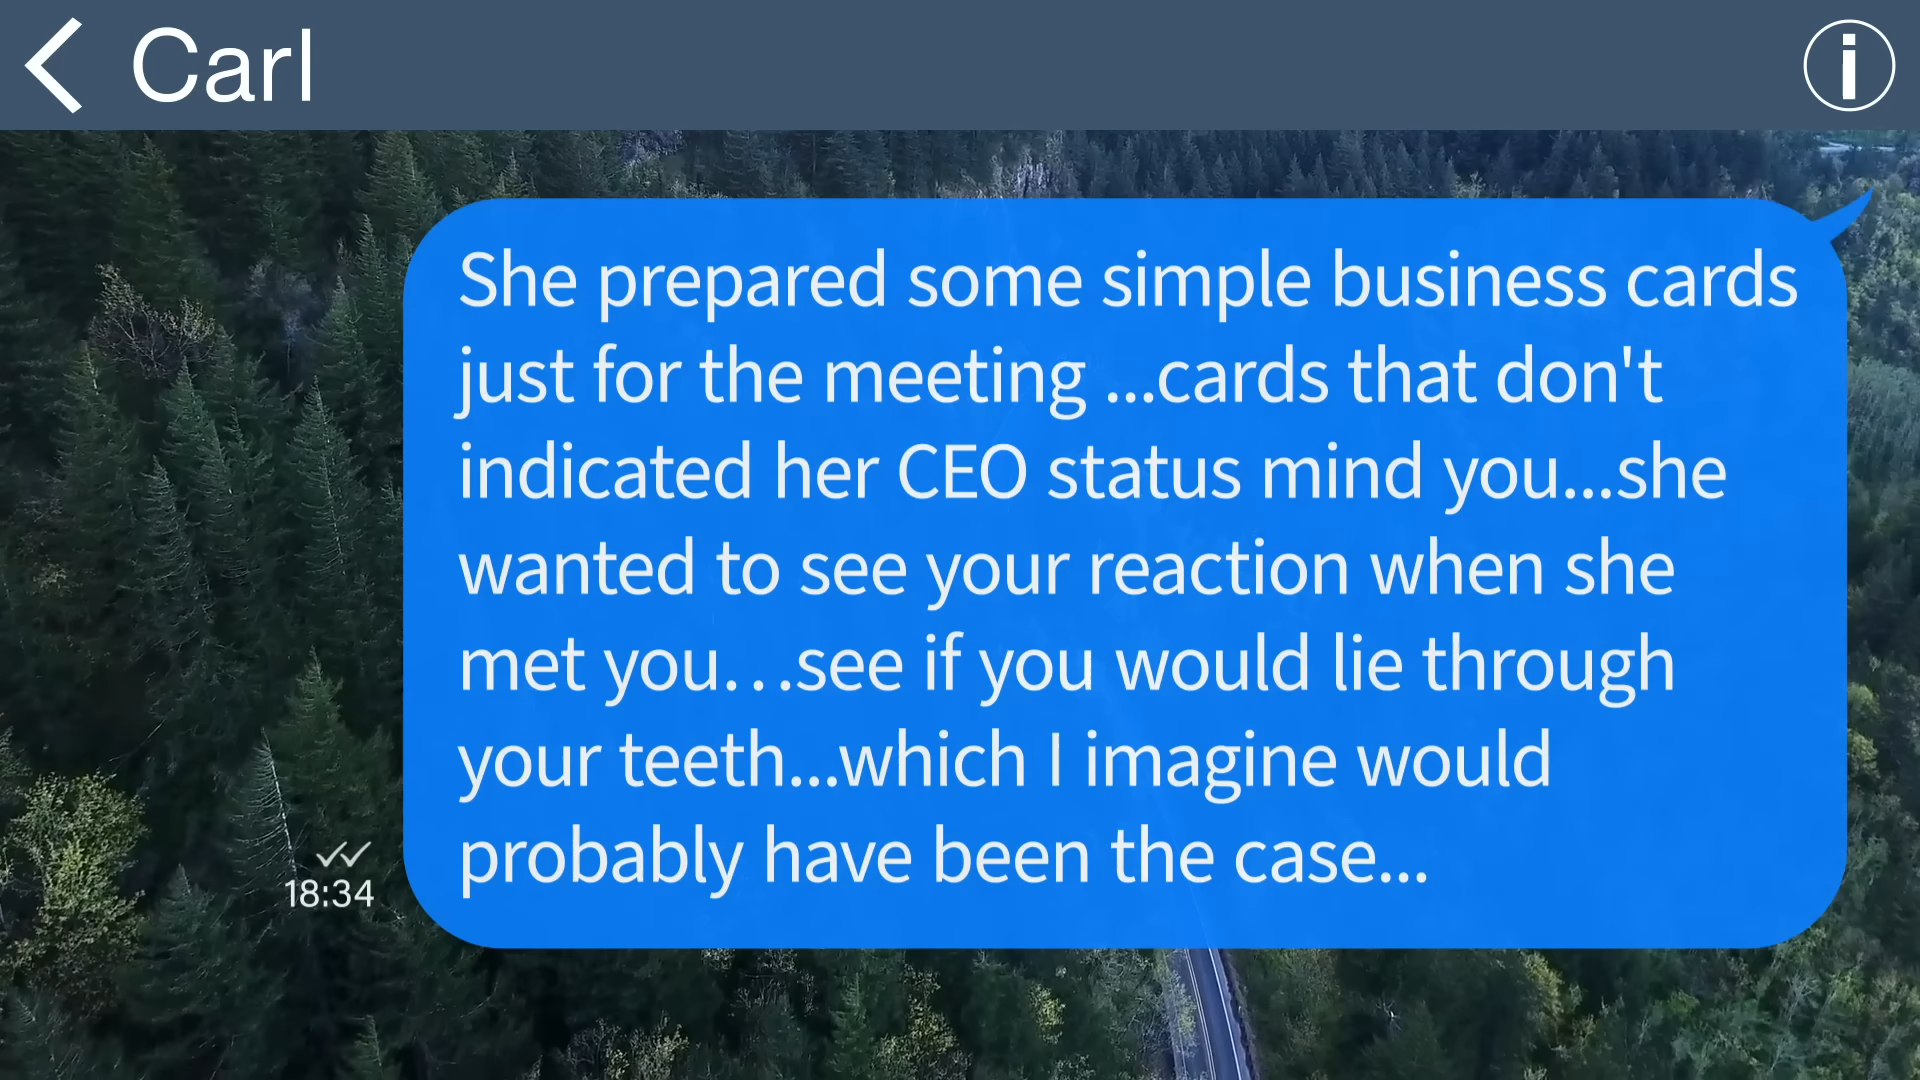 Carl
She prepared some simple business cards
just for the meeting ...cards that don't
indicated her CEO status mind you...she
wanted to see your reaction when she
met you...see if you would lie through
your teeth...which I imagine would
probably have been the case...
18:34